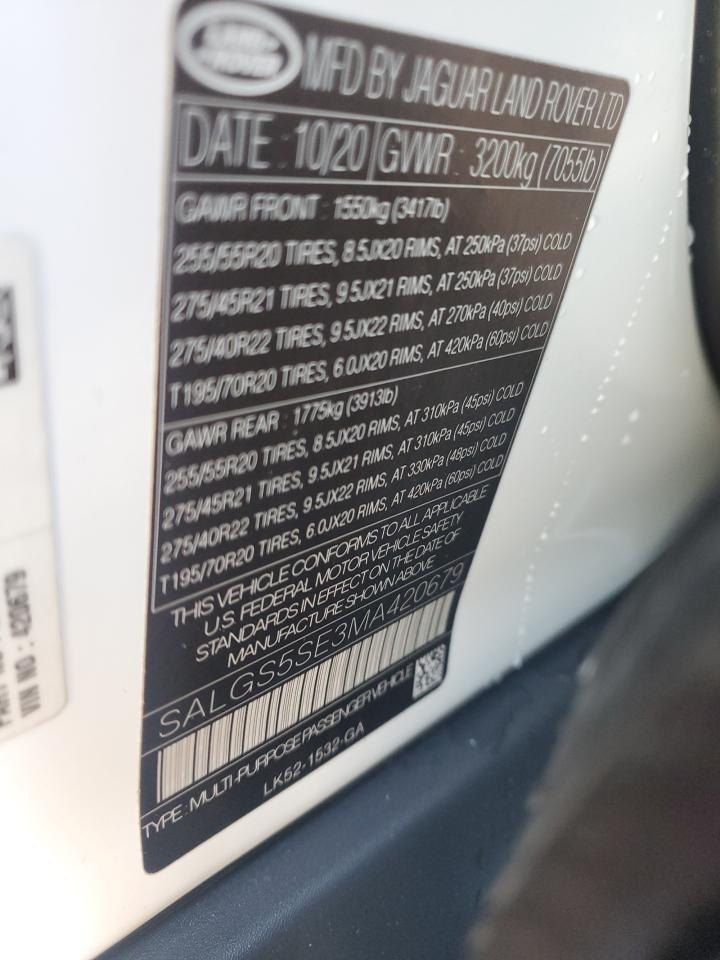 LAND ROVER
MFD BY JAGUAR LAND ROVER LTD
DATE : 10/20 GVWR : 3200kg (7055lb)
GAWR FRONT : 1550kg (3417lb)
255/55R20 TIRES, 8.5JX20 RIMS, AT 250kPa (37psi) COLD
275/45R21 TIRES, 9.5JX21 RIMS, AT 250kPa (37psi) COLD
275/40R22 TIRES, 9.5JX22 RIMS, AT 270kPa (40psi) COLD
T195/70R20 TIRES, 6.0JX20 RIMS, AT 420kPa (60psi) COLD
GAWR REAR : 1775kg (3913lb)
255/55R20 TIRES, 8.5JX20 RIMS, AT 310kPa (45psi) COLD
275/45R21 TIRES, 9.5JX21 RIMS, AT 310kPa (45psi) COLD
275/40R22 TIRES, 9.5JX22 RIMS, AT 330kPa (48psi) COLD
T195/70R20 TIRES, 6.0JX20 RIMS, AT 420kPa (60psi) COLD
THIS VEHICLE CONFORMS TO ALL APPLICABLE
U.S. FEDERAL MOTOR VEHICLE SAFETY
STANDARDS IN EFFECT ON THE DATE OF
MANUFACTURE SHOWN ABOVE
SALGS5SE3MA420679
TYPE : MULTI-PURPOSE PASSENGER VEHICLE
LK52-1532-GA
VIN NO : 420679